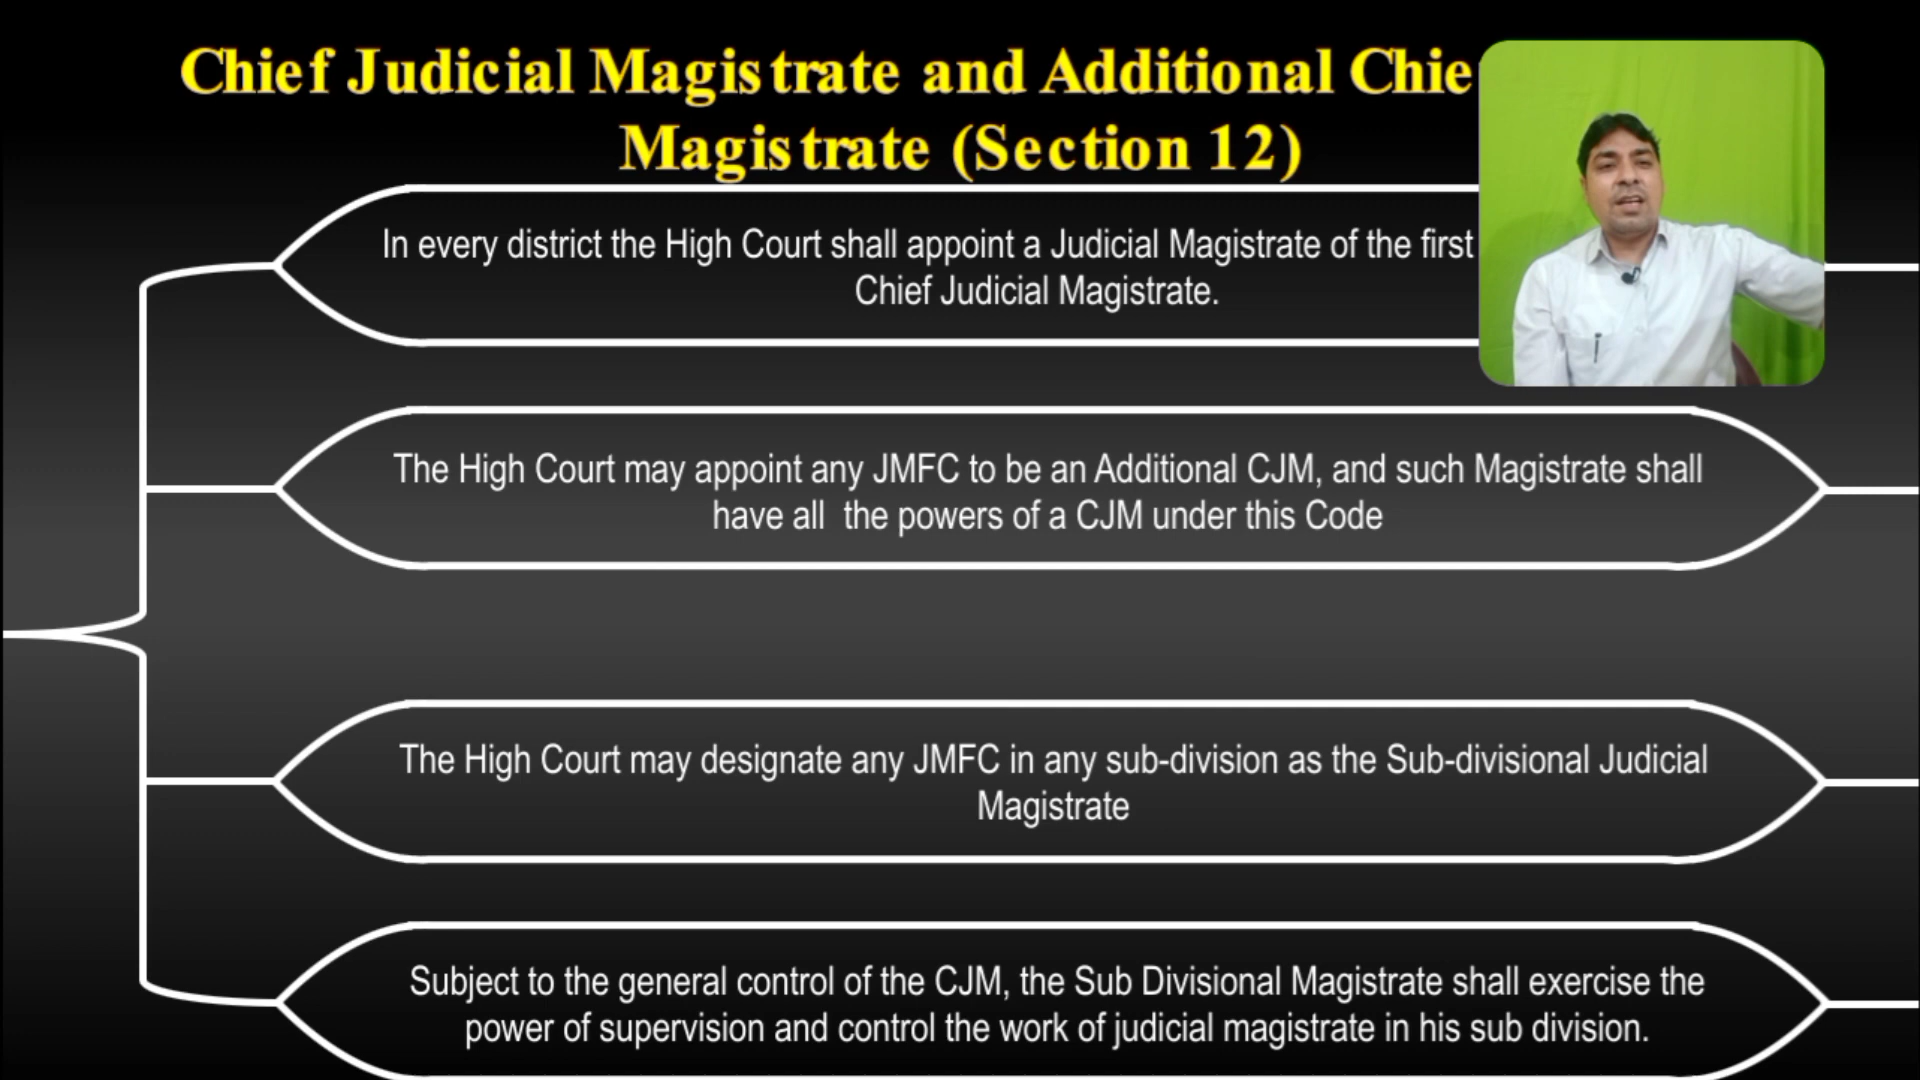 Chief Judicial Magistrate and Additional Chie
Magistrate (Section 12)
In every district the High Court shall appoint a Judicial Magistrate of the first
Chief Judicial Magistrate.
The High Court may appoint any JMFC to be an Additional CJM, and such Magistrate shall
have all the powers of a CJM under this Code
The High Court may designate any JMFC in any sub-division as the Sub-divisional Judicial
Magistrate
Subject to the general control of the CJM, the Sub Divisional Magistrate shall exercise the
power of supervision and control the work of judicial magistrate in his sub division.